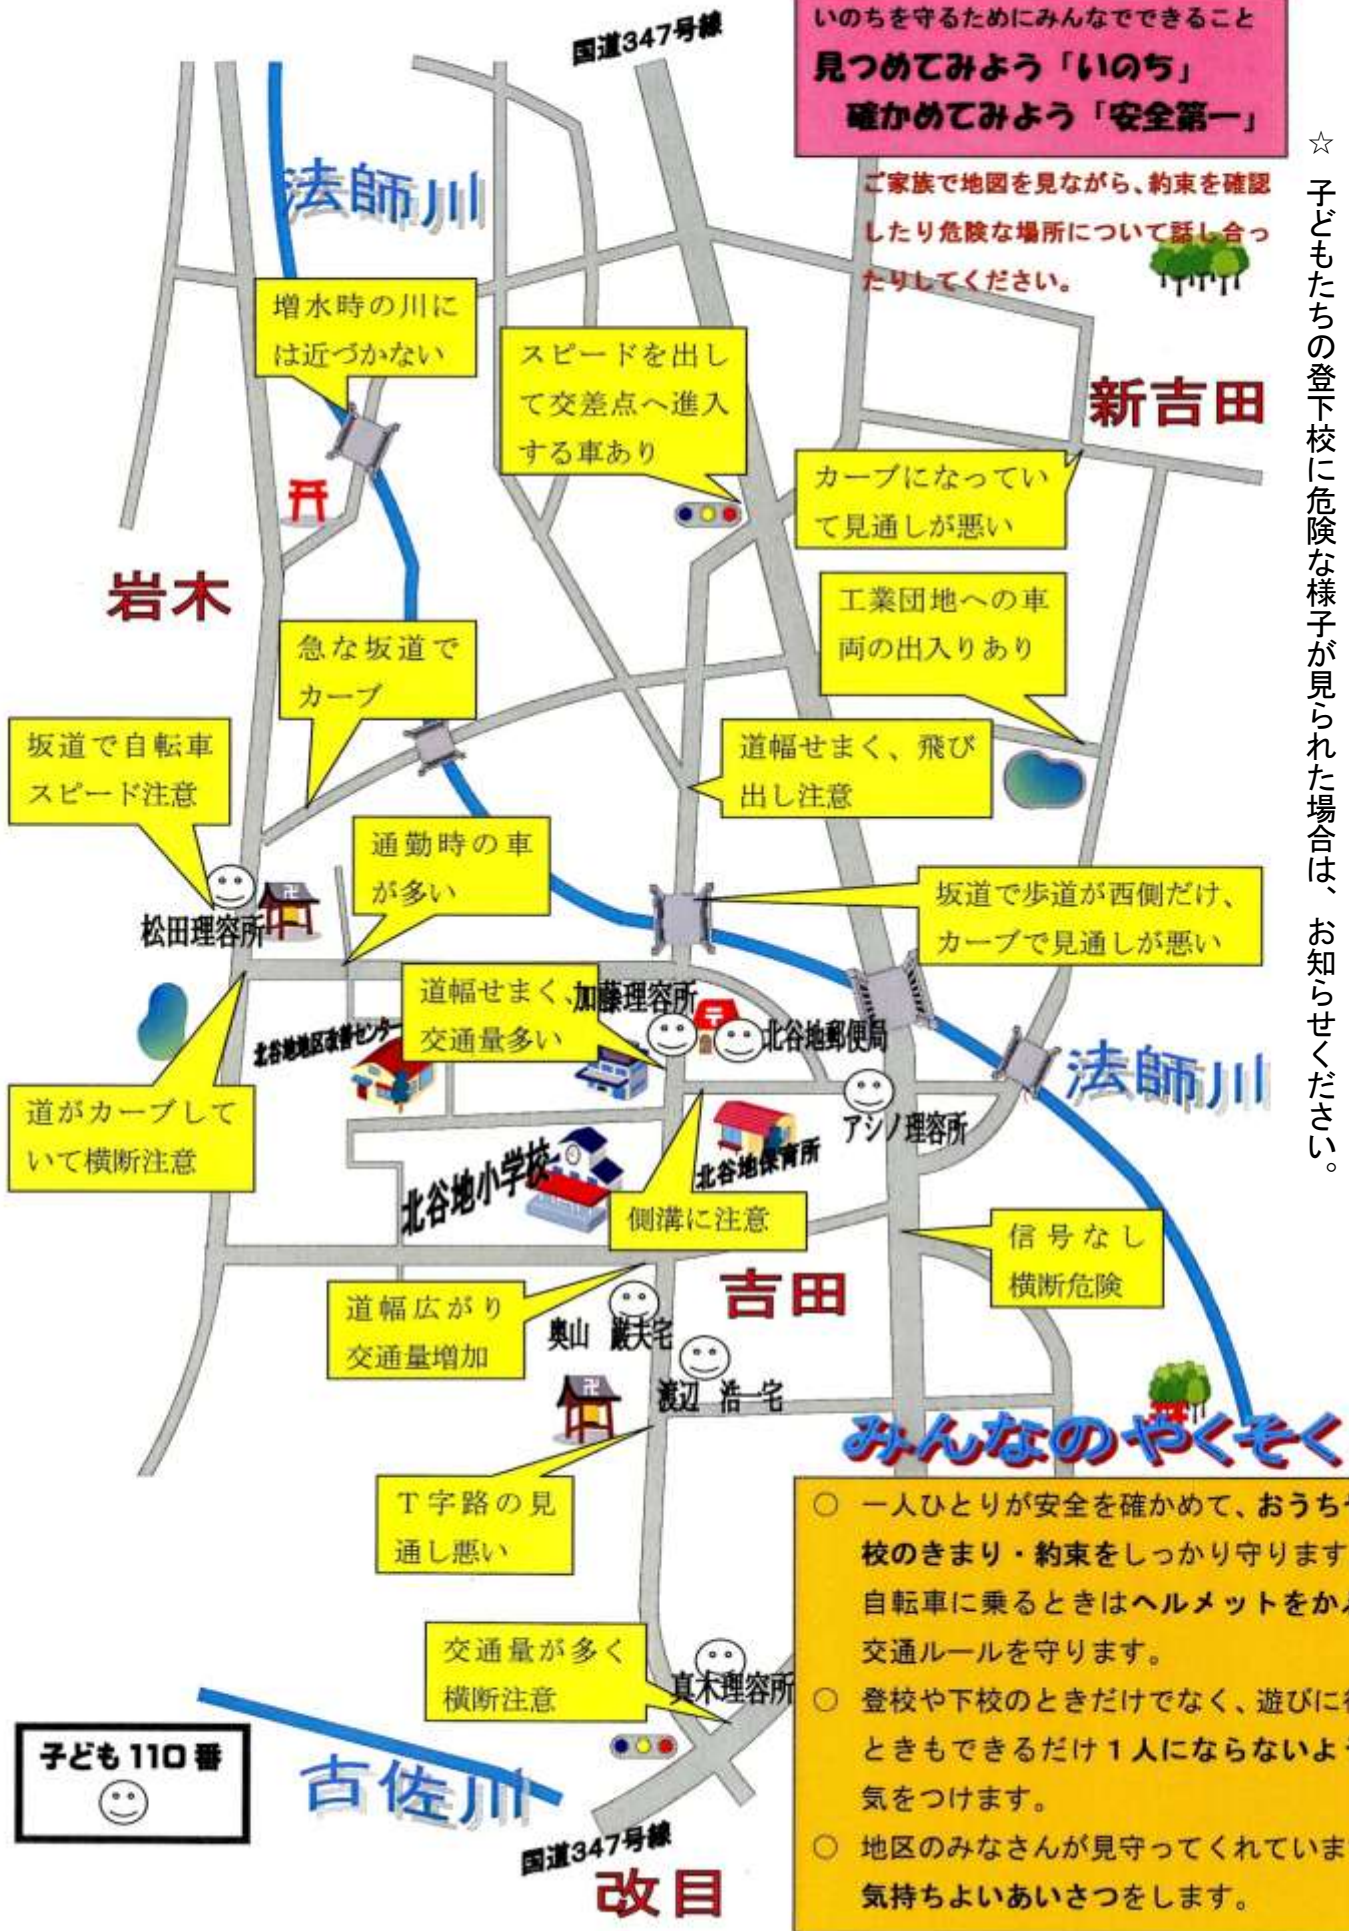 国道347号線
いのちを守るためにみんなでできること
見つめてみよう「いのち」
確かめてみよう「安全第一」
ご家族で地図を見ながら、約束を確認
したり危険な場所について話し合っ
たりしてください。
☆ 子どもたちの登下校に危険な様子が見られた場合は、お知らせください。
法師川
増水時の川に
は近づかない
スピードを出し
て交差点へ進入
する車あり
新吉田
カーブになってい
て見通しが悪い
岩木
工業団地への車
両の出入りあり
急な坂道で
カーブ
坂道で自転車
スピード注意
道幅せまく、飛び
出し注意
通勤時の車
が多い
坂道で歩道が西側だけ、
カーブで見通しが悪い
卍
松田理容所
道幅せまく、
交通量多い
加藤理容所
〒
北谷地郵便局
北谷地地区改善センター
法師川
道がカーブして
いて横断注意
アシノ理容所
北谷地小学校
北谷地保育所
側溝に注意
信号なし
横断危険
吉田
道幅広がり
交通量増加
奥山 巌夫宅
渡辺 浩一宅
卍
みんなのやくそく
T字路の見
通し悪い
○ 一人ひとりが安全を確かめて、おうち
校のきまり・約束をしっかり守ります
自転車に乗るときはヘルメットをか
交通ルールを守ります。
○ 登校や下校のときだけでなく、遊びに
ときもできるだけ1人にならないよ
気をつけます。
○ 地区のみなさんが見守ってくれていま
気持ちよいあいさつをします。
交通量が多く
横断注意
真木理容所
子ども110番
古佐川
国道347号線
改目